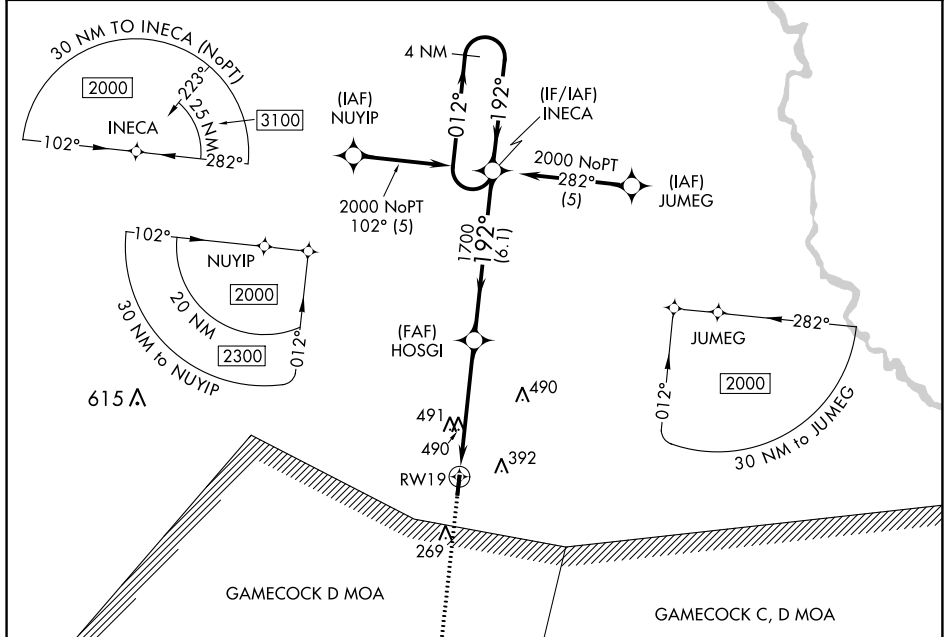 30 NM TO INECA (NoPT)
2000
223°
25 NM
3100
INECA
102°
282°
4 NM
012°
192°
(IF/IAF)
INECA
(IAF)
NUYIP
2000 NoPT
102° (5)
2000 NoPT
282°
(5)
(IAF)
JUMEG
1700
192°
(6.1)
102°
NUYIP
2000
20 NM
2300
012°
30 NM to NUYIP
(FAF)
HOSGI
JUMEG
282°
2000
012°
30 NM to JUMEG
615
490
491
490
392
RW19
269
GAMECOCK D MOA
GAMECOCK C, D MOA